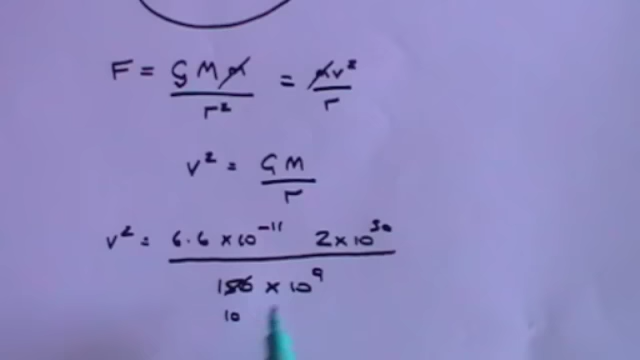 F = GMm/r² = mv²/r
v² = GM/r
v² = 6.6 × 10⁻¹¹ 2 × 10³⁰ / 150 × 10⁹
10